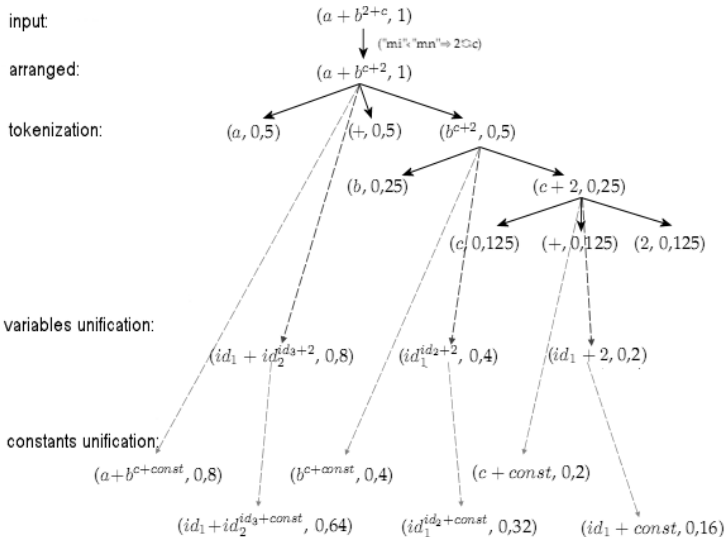 input: (a + b^{2+c}, 1)
("mi"<"mn"⇒ 2≒c)
arranged: (a + b^{c+2}, 1)
tokenization: (a, 0,5) (+, 0,5) (b^{c+2}, 0,5)
(b, 0,25) (c + 2, 0,25)
(c, 0,125) (+, 0,125) (2, 0,125)
variables unification:
(id_1 + id_2^{id_3+2}, 0,8) (id_1^{id_2+2}, 0,4) (id_1 + 2, 0,2)
constants unification:
(a+b^{c+const}, 0,8) (b^{c+const}, 0,4) (c + const, 0,2)
(id_1+id_2^{id_3+const}, 0,64) (id_1^{id_2+const}, 0,32) (id_1 + const, 0,16)